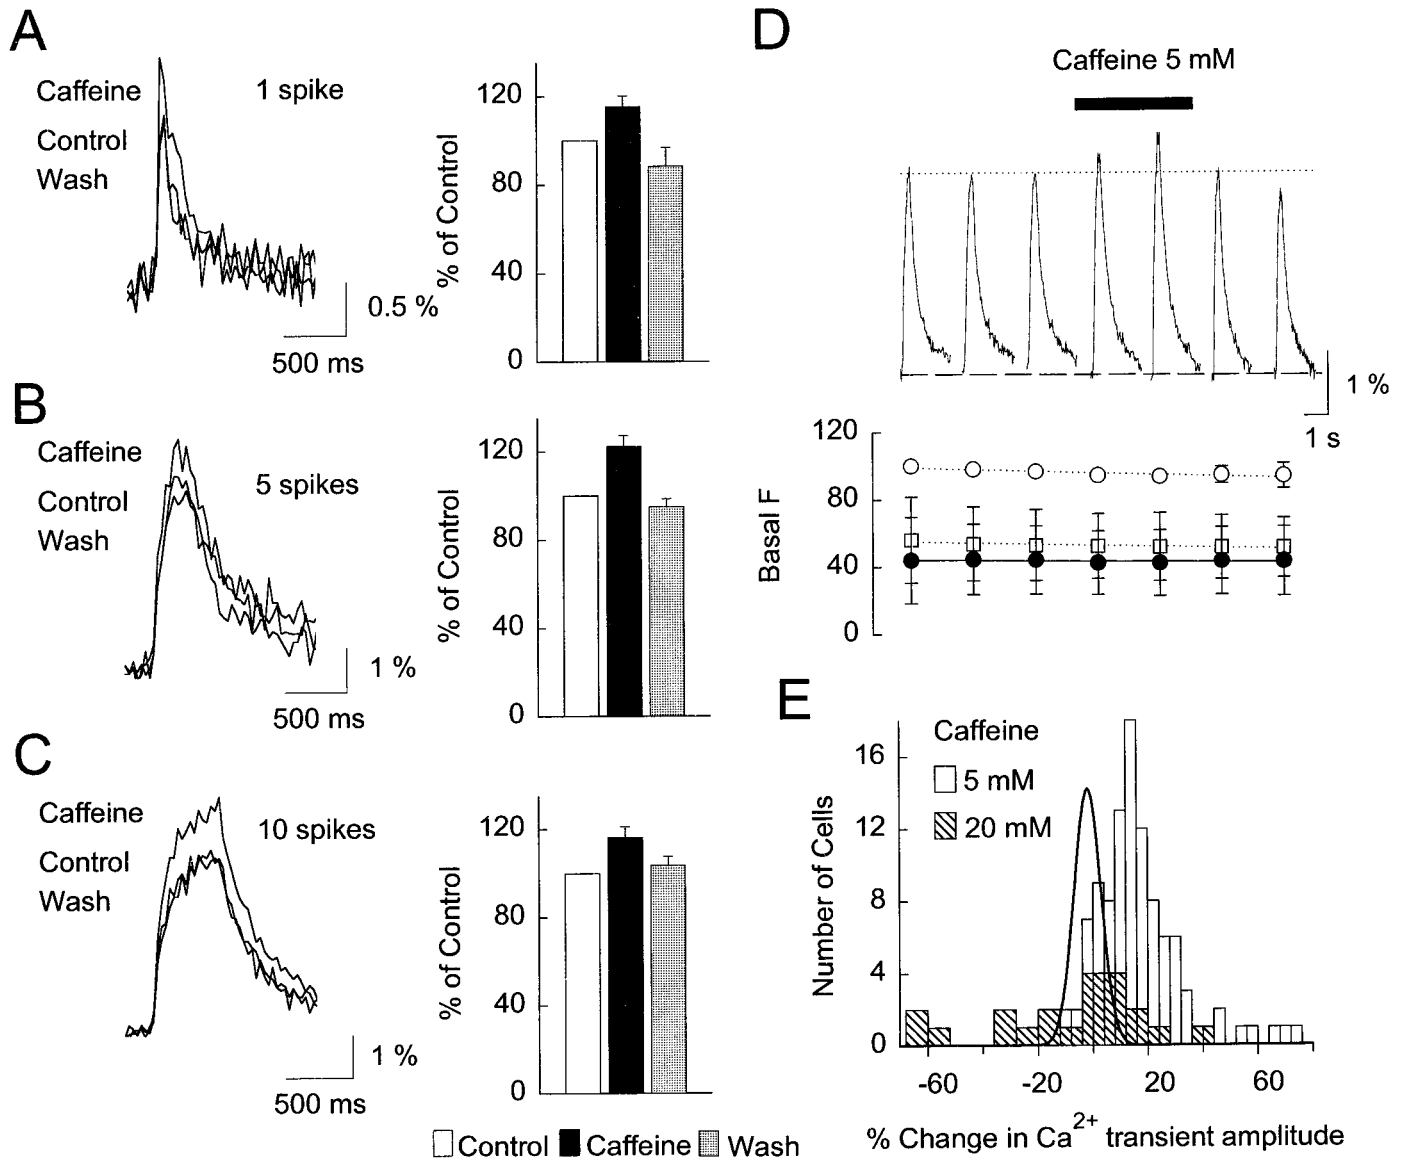 A
Caffeine
Control
Wash
1 spike
0.5 %
500 ms
% of Control
120
80
40
0
B
Caffeine
Control
Wash
5 spikes
1 %
500 ms
% of Control
120
80
40
0
C
Caffeine
Control
Wash
10 spikes
1 %
500 ms
% of Control
120
80
40
0
Control Caffeine Wash
D
Caffeine 5 mM
1 %
1 s
Basal F
120
80
40
0
E
Caffeine
5 mM
20 mM
Number of Cells
16
12
8
4
0
-60 -20 20 60
% Change in Ca2+ transient amplitude